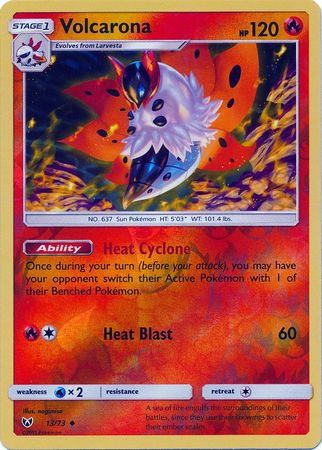 STAGE 1 Volcarona HP 120
Evolves from Larvesta
NO. 637 Sun Pokémon HT: 5'03" WT: 101.4 lbs.
Ability Heat Cyclone
Once during your turn (before your attack), you may have
your opponent switch their Active Pokémon with 1 of
their Benched Pokémon.
Heat Blast 60
weakness ×2 resistance retreat
Illus. nagimiso
13/73
A sea of fire engulfs the surroundings of their
battles, since they use their six wings to scatter
their ember scales.